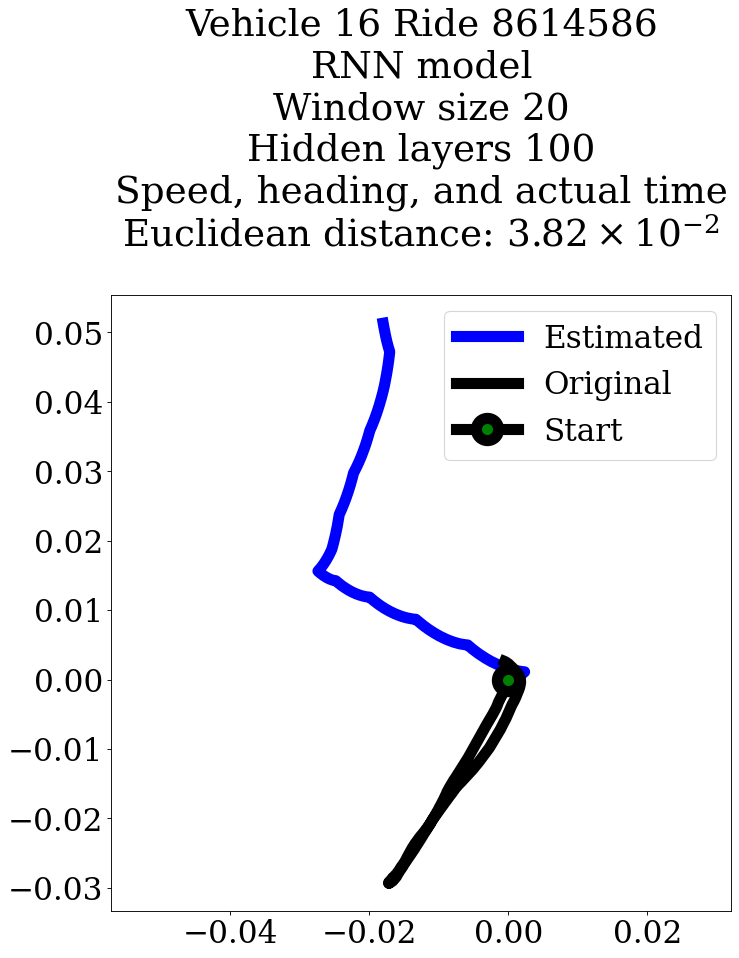 Vehicle 16 Ride 8614586
RNN model
Window size 20
Hidden layers 100
Speed, heading, and actual time
Euclidean distance: 3.82 × 10⁻²
Estimated
Original
Start
0.05
0.04
0.03
0.02
0.01
0.00
−0.01
−0.02
−0.03
−0.04 −0.02 0.00 0.02